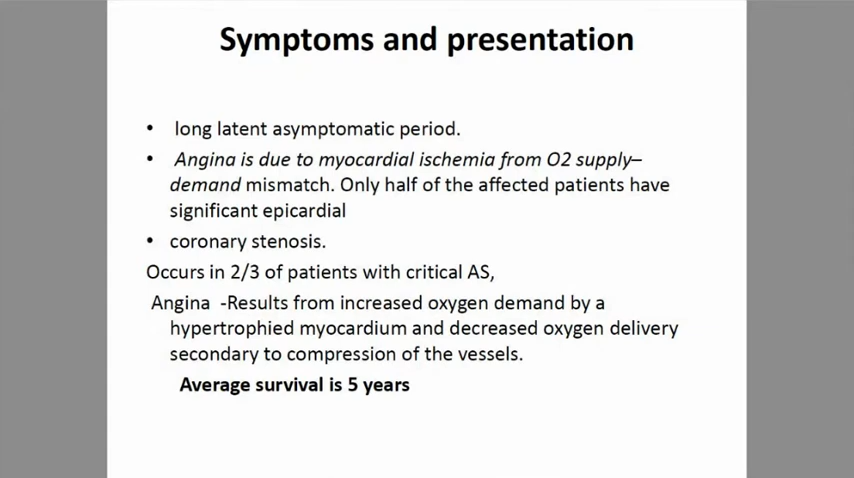 Symptoms and presentation
• long latent asymptomatic period.
• Angina is due to myocardial ischemia from O2 supply–
demand mismatch. Only half of the affected patients have
significant epicardial
• coronary stenosis.
Occurs in 2/3 of patients with critical AS,
Angina -Results from increased oxygen demand by a
hypertrophied myocardium and decreased oxygen delivery
secondary to compression of the vessels.
Average survival is 5 years